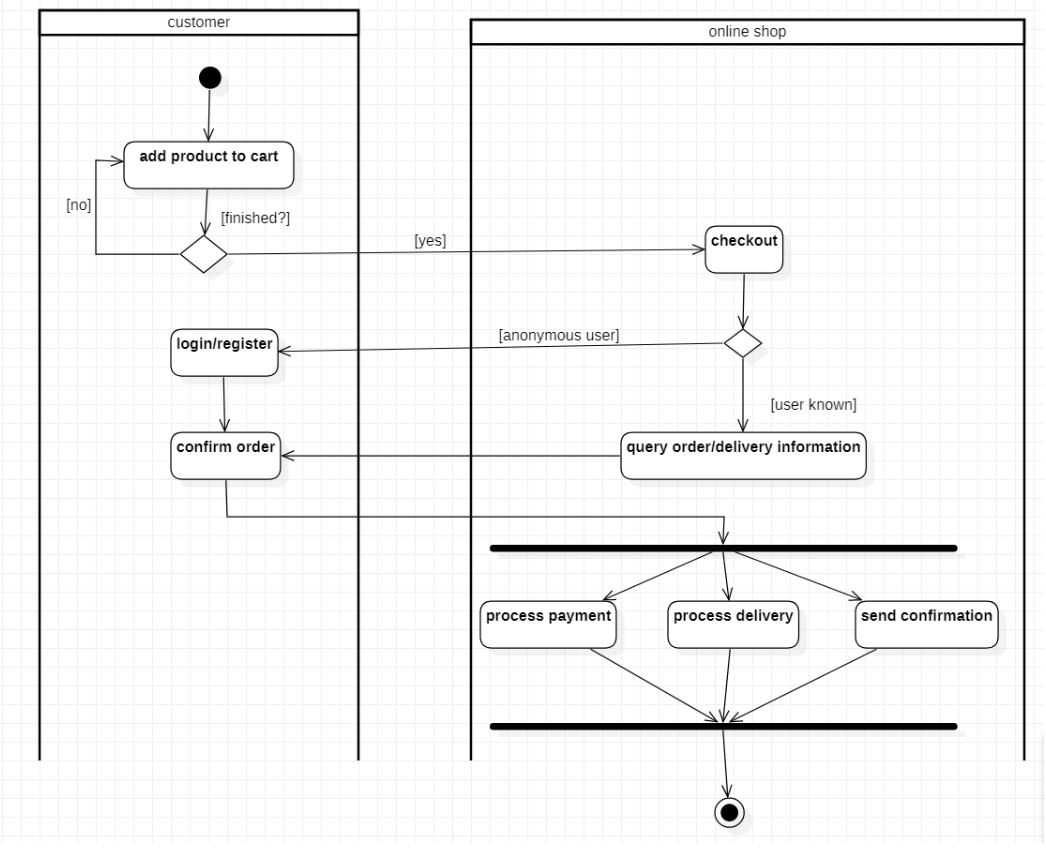 customer
online shop
add product to cart
[no]
[finished?]
[yes]
checkout
[anonymous user]
login/register
[user known]
confirm order
query order/delivery information
process payment
process delivery
send confirmation